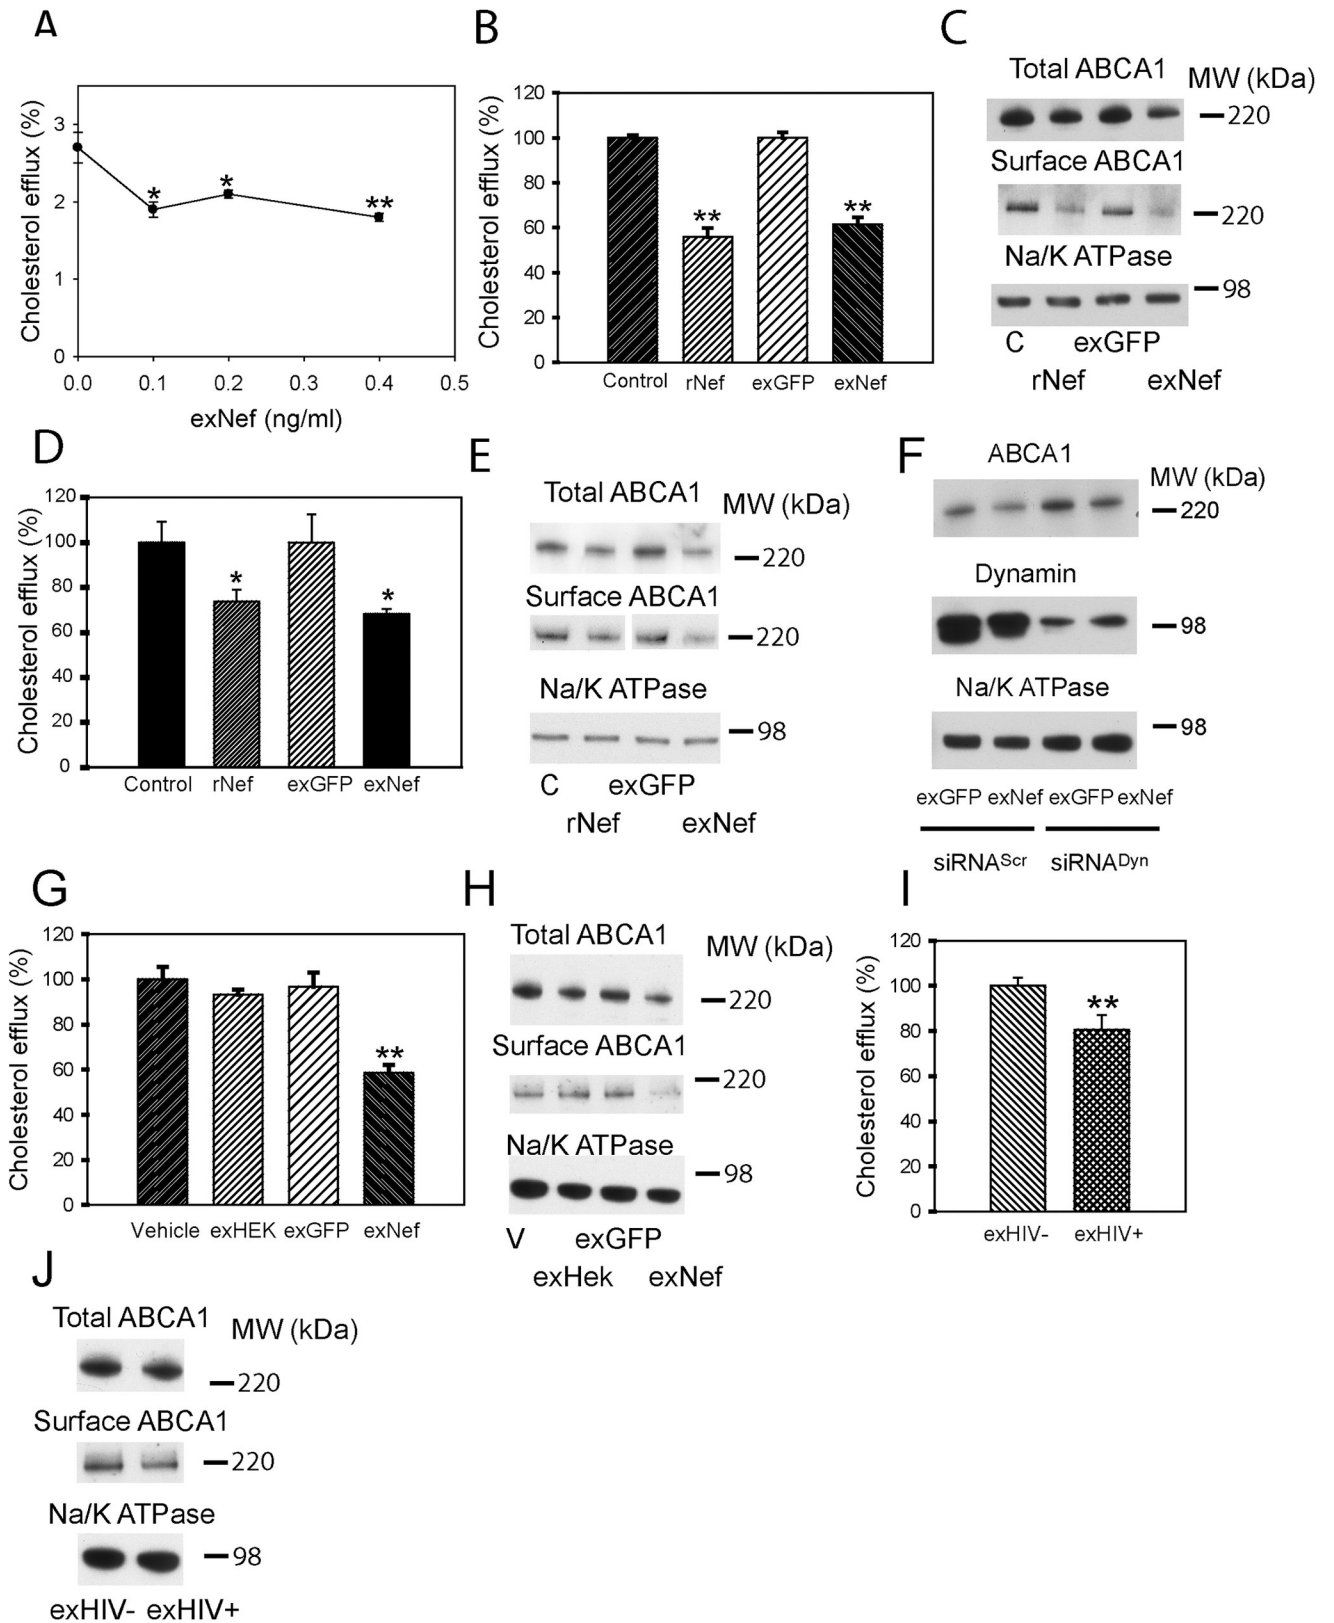 A
Cholesterol efflux (%)
3
2
1
0
0.0 0.1 0.2 0.3 0.4 0.5
* * **
exNef (ng/ml)
B
Cholesterol efflux (%)
120
100
80
60
40
20
0
** **
Control rNef exGFP exNef
C
Total ABCA1
MW (kDa)
220
Surface ABCA1
220
Na/K ATPase
98
C exGFP
rNef exNef
D
Cholesterol efflux (%)
120
100
80
60
40
20
0
* *
Control rNef exGFP exNef
E
Total ABCA1
MW (kDa)
220
Surface ABCA1
220
Na/K ATPase
98
C exGFP
rNef exNef
F
ABCA1
MW (kDa)
220
Dynamin
98
Na/K ATPase
98
exGFP exNef exGFP exNef
siRNAScr siRNADyn
G
Cholesterol efflux (%)
120
100
80
60
40
20
0
**
Vehicle exHEK exGFP exNef
H
Total ABCA1
MW (kDa)
220
Surface ABCA1
220
Na/K ATPase
98
V exGFP
exHek exNef
I
Cholesterol efflux (%)
120
100
80
60
40
20
0
**
exHIV- exHIV+
J
Total ABCA1
MW (kDa)
220
Surface ABCA1
220
Na/K ATPase
98
exHIV- exHIV+